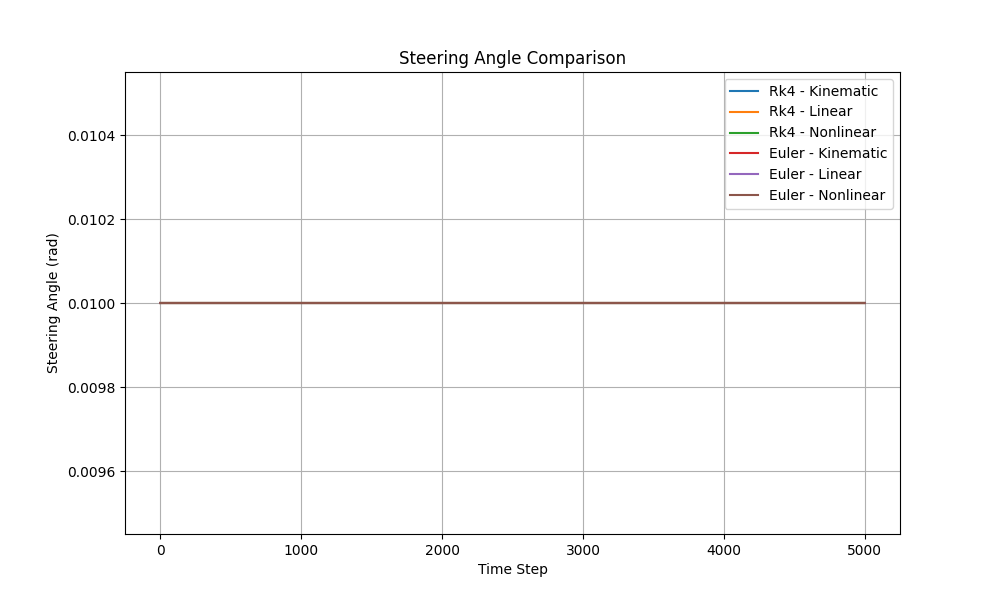 Steering Angle Comparison
Rk4 - Kinematic
Rk4 - Linear
Rk4 - Nonlinear
Euler - Kinematic
Euler - Linear
Euler - Nonlinear
Steering Angle (rad)
0.0104
0.0102
0.0100
0.0098
0.0096
0 1000 2000 3000 4000 5000
Time Step